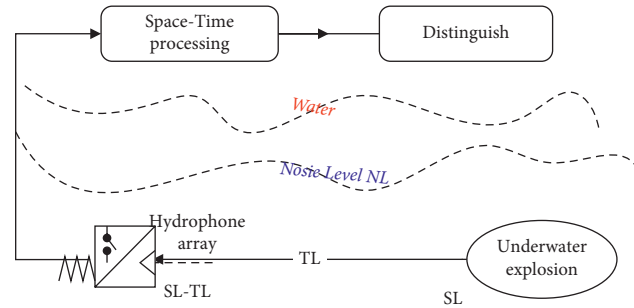 Space-Time
processing
Distinguish
Water
Nosie Level NL
Hydrophone
array
TL
Underwater
explosion
SL-TL
SL